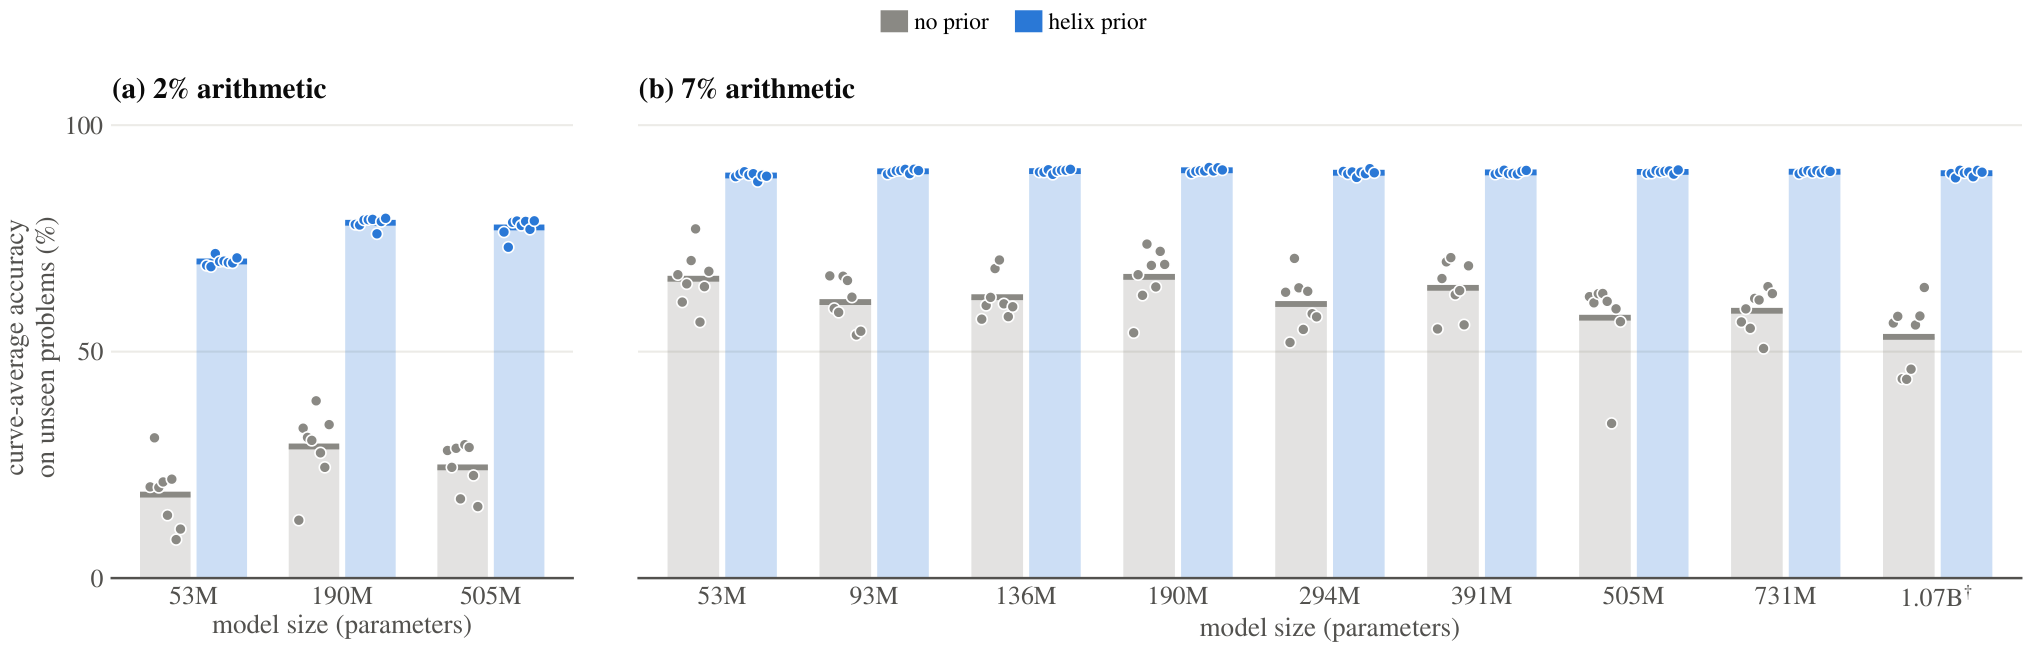 no prior helix prior
(a) 2% arithmetic
(b) 7% arithmetic
curve-average accuracy
on unseen problems (%)
100
50
0
53M 190M 505M
model size (parameters)
53M 93M 136M 190M 294M 391M 505M 731M 1.07B†
model size (parameters)